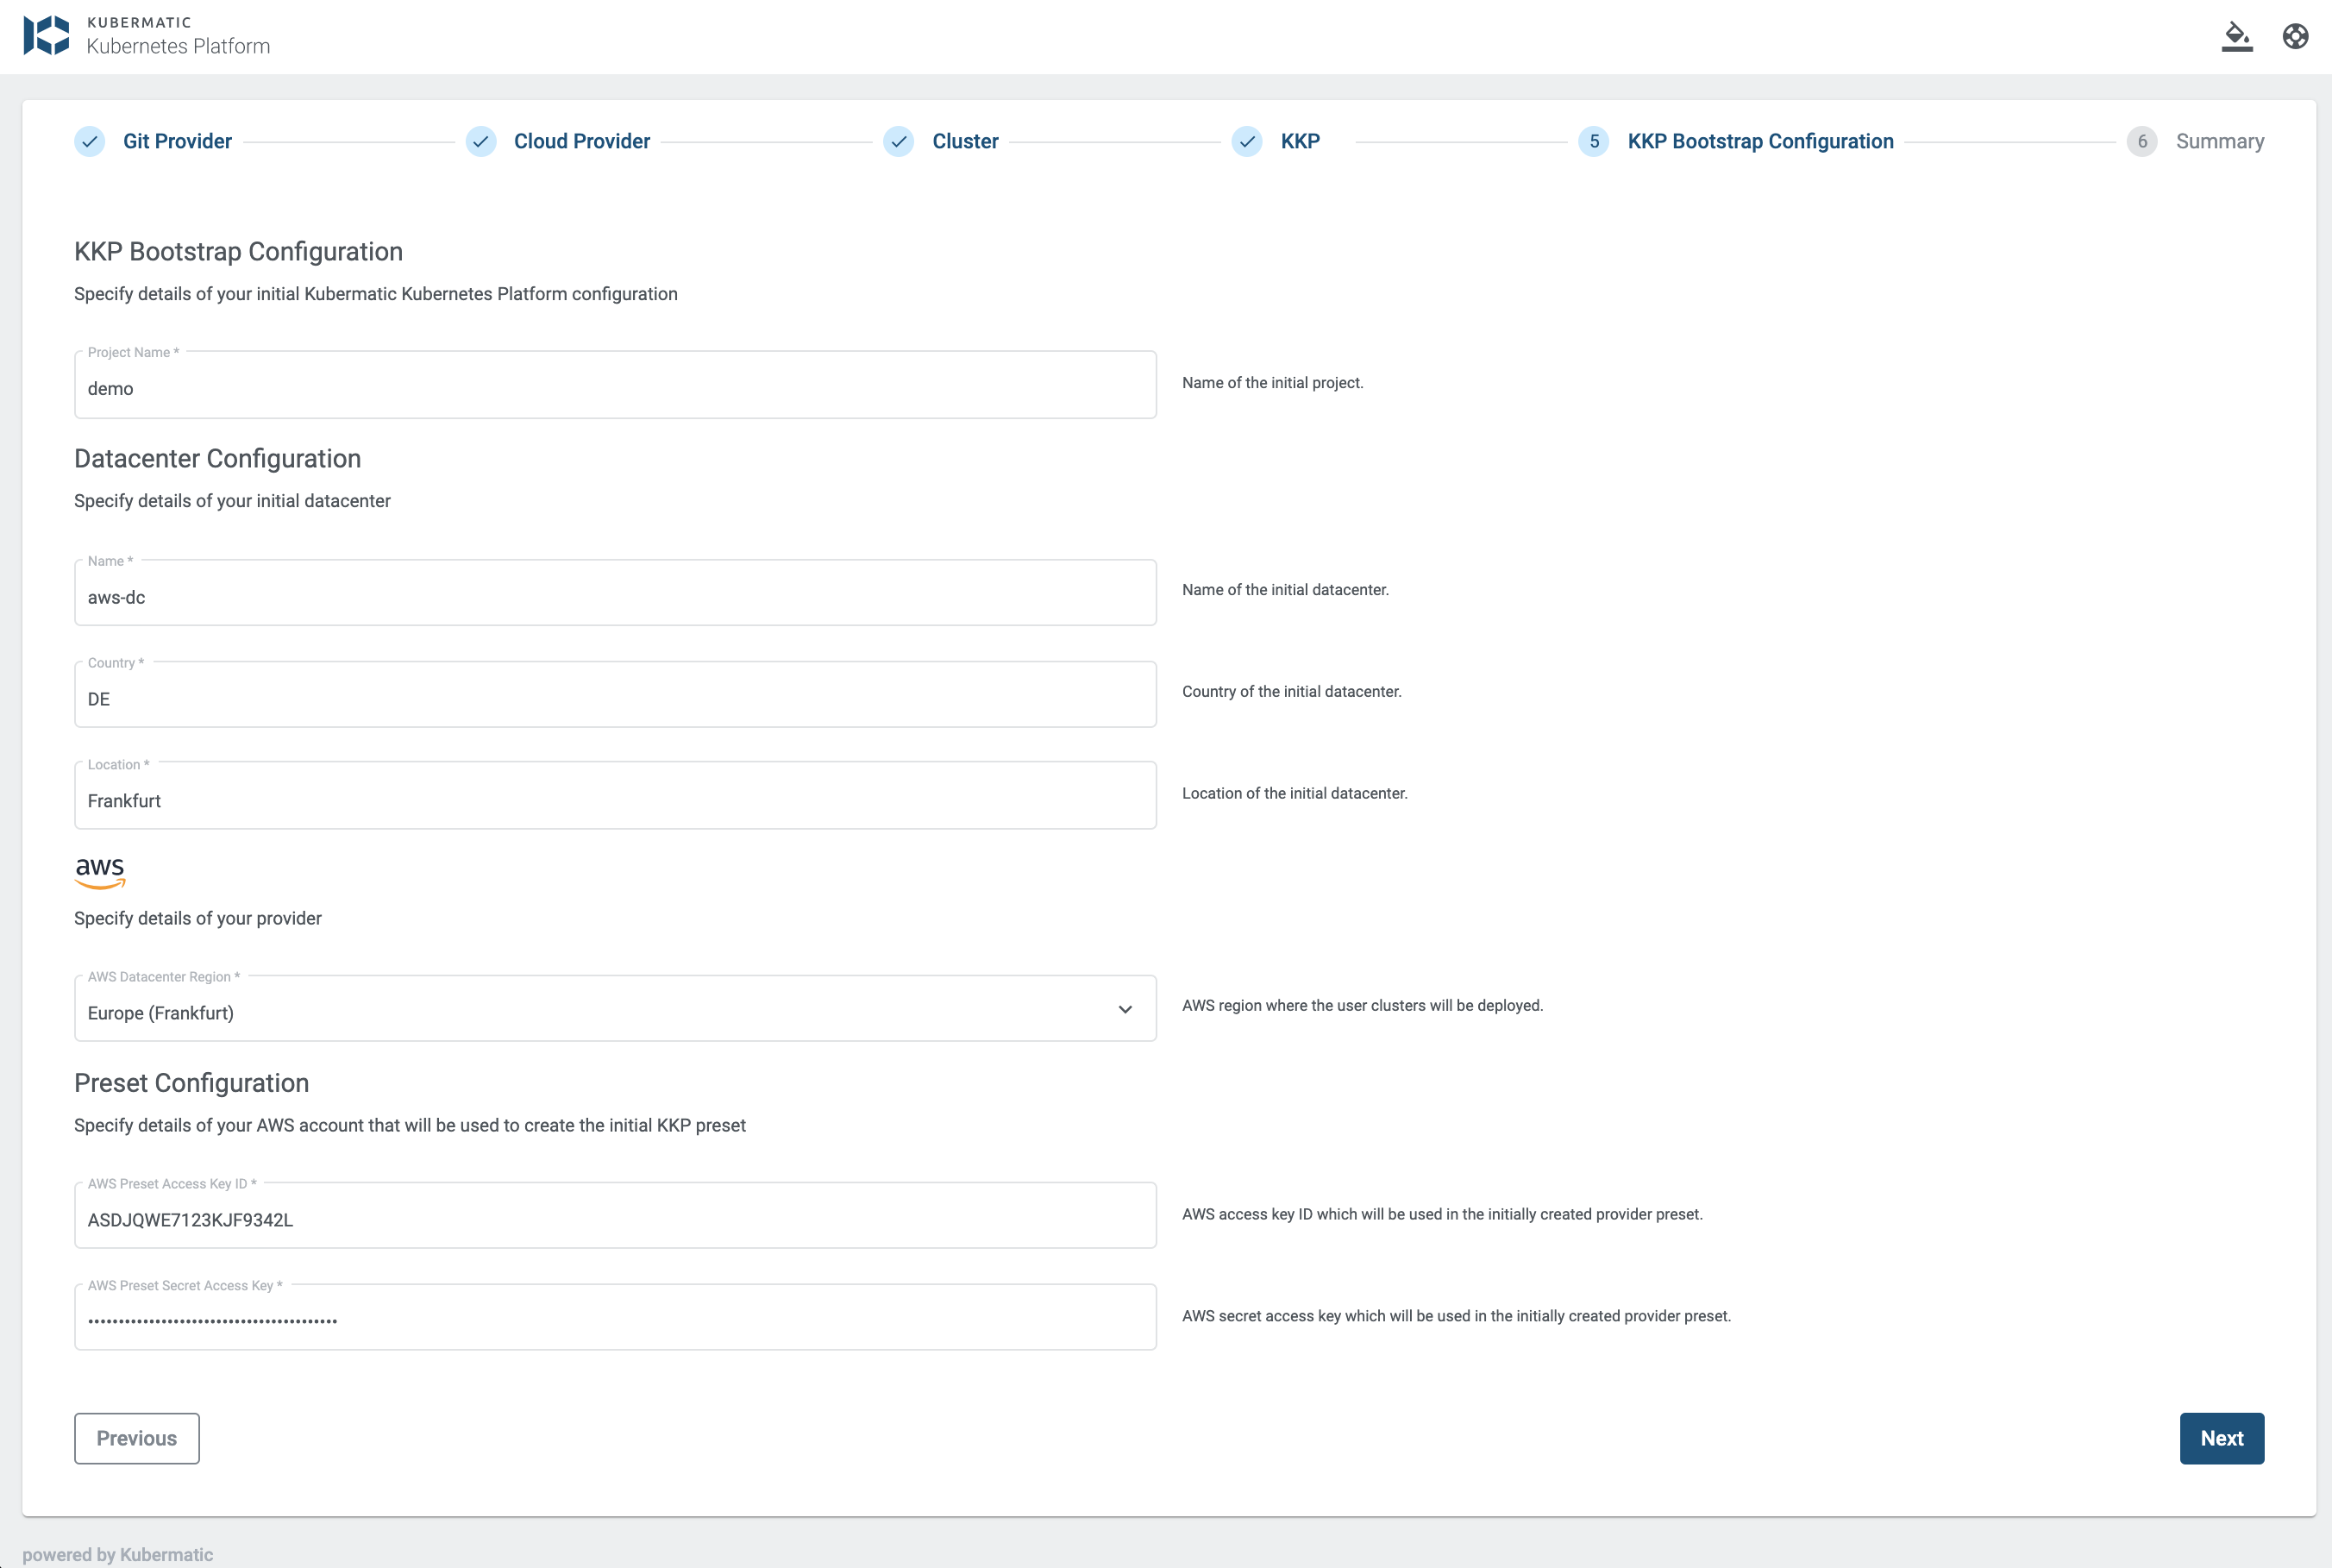 KUBERMATIC
Kubernetes Platform
Git Provider
Cloud Provider
Cluster
KKP
5 KKP Bootstrap Configuration
6 Summary
KKP Bootstrap Configuration
Specify details of your initial Kubermatic Kubernetes Platform configuration
Project Name *
demo
Name of the initial project.
Datacenter Configuration
Specify details of your initial datacenter
Name *
aws-dc
Name of the initial datacenter.
Country *
DE
Country of the initial datacenter.
Location *
Frankfurt
Location of the initial datacenter.
aws
Specify details of your provider
AWS Datacenter Region *
Europe (Frankfurt)
AWS region where the user clusters will be deployed.
Preset Configuration
Specify details of your AWS account that will be used to create the initial KKP preset
AWS Preset Access Key ID *
ASDJQWE7123KJF9342L
AWS access key ID which will be used in the initially created provider preset.
AWS Preset Secret Access Key *
AWS secret access key which will be used in the initially created provider preset.
Previous
Next
powered by Kubermatic